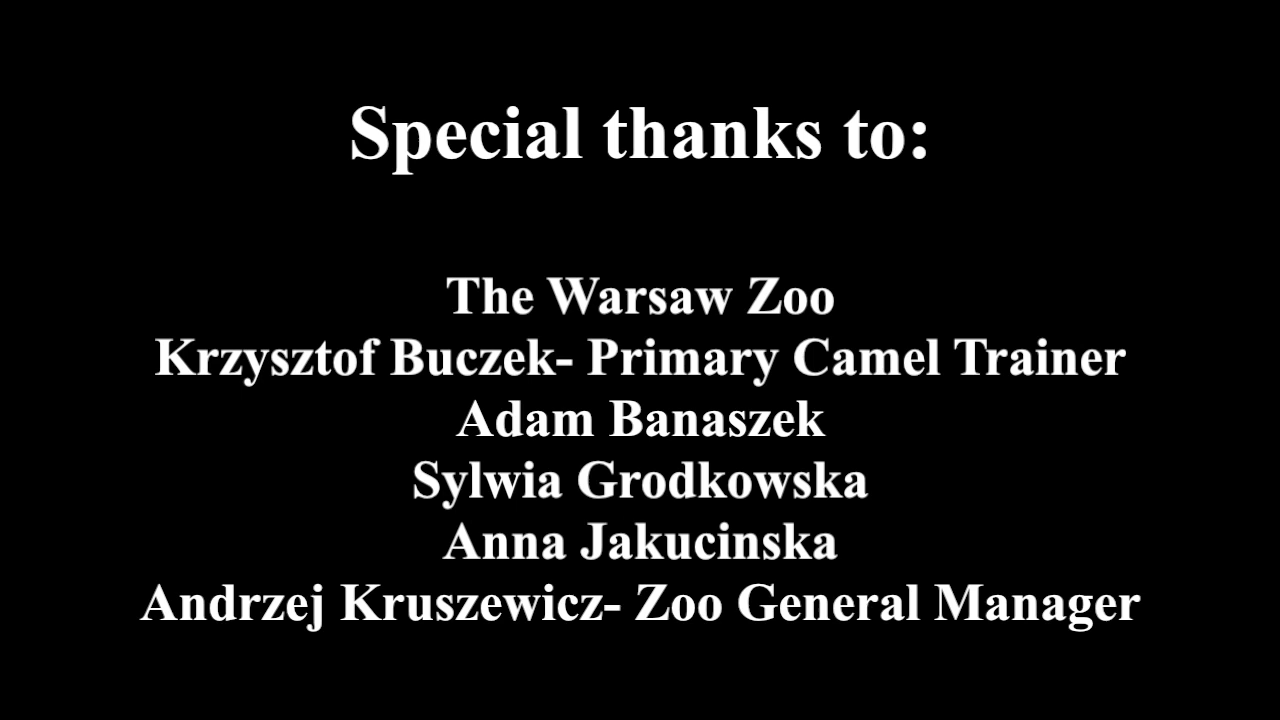 Special thanks to:
The Warsaw Zoo
Krzysztof Buczek- Primary Camel Trainer
Adam Banaszek
Sylwia Grodkowska
Anna Jakucinska
Andrzej Kruszewicz- Zoo General Manager